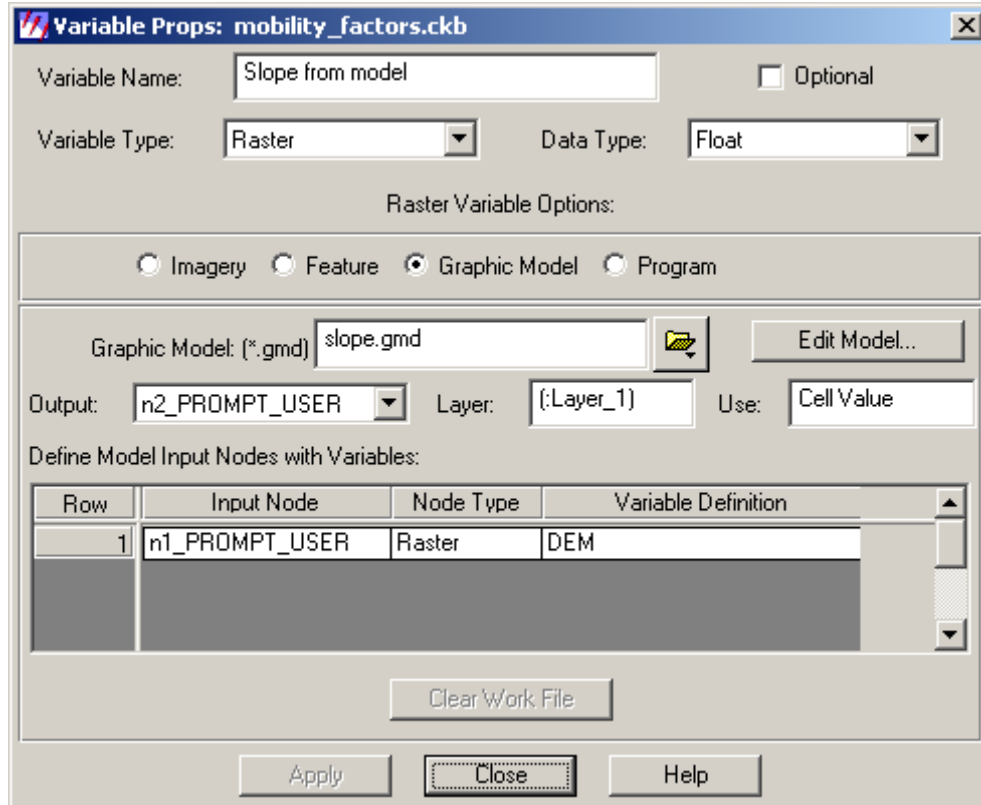 Variable Props: mobility_factors.ckb
Variable Name: Slope from model Optional
Variable Type: Raster Data Type: Float
Raster Variable Options:
Imagery Feature Graphic Model Program
Graphic Model: (*.gmd) slope.gmd Edit Model...
Output: n2_PROMPT_USER Layer: (:Layer_1) Use: Cell Value
Define Model Input Nodes with Variables:
Row Input Node Node Type Variable Definition
1 n1_PROMPT_USER Raster DEM
Clear Work File
Apply Close Help